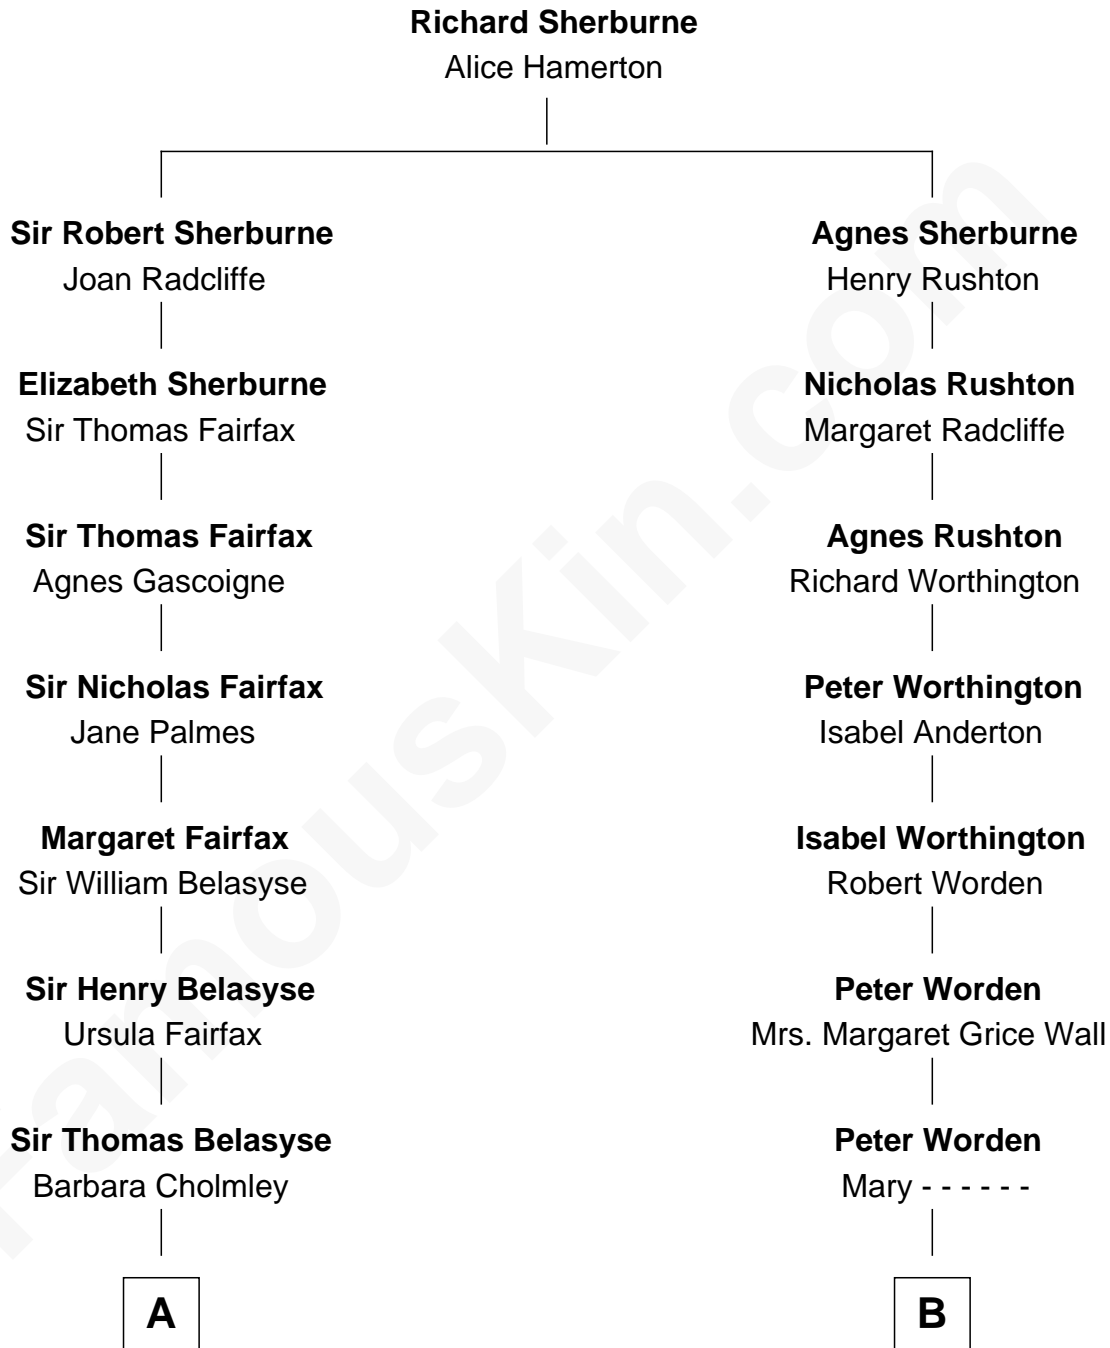 Richard Sherburne
Alice Hamerton
Sir Robert Sherburne
Joan Radcliffe
Agnes Sherburne
Henry Rushton
Elizabeth Sherburne
Sir Thomas Fairfax
Nicholas Rushton
Margaret Radcliffe
Sir Thomas Fairfax
Agnes Gascoigne
Agnes Rushton
Richard Worthington
Sir Nicholas Fairfax
Jane Palmes
Peter Worthington
Isabel Anderton
Margaret Fairfax
Sir William Belasyse
Isabel Worthington
Robert Worden
Sir Henry Belasyse
Ursula Fairfax
Peter Worden
Mrs. Margaret Grice Wall
Sir Thomas Belasyse
Barbara Cholmley
Peter Worden
Mary - - - - - -
A
B
FamousKin.com